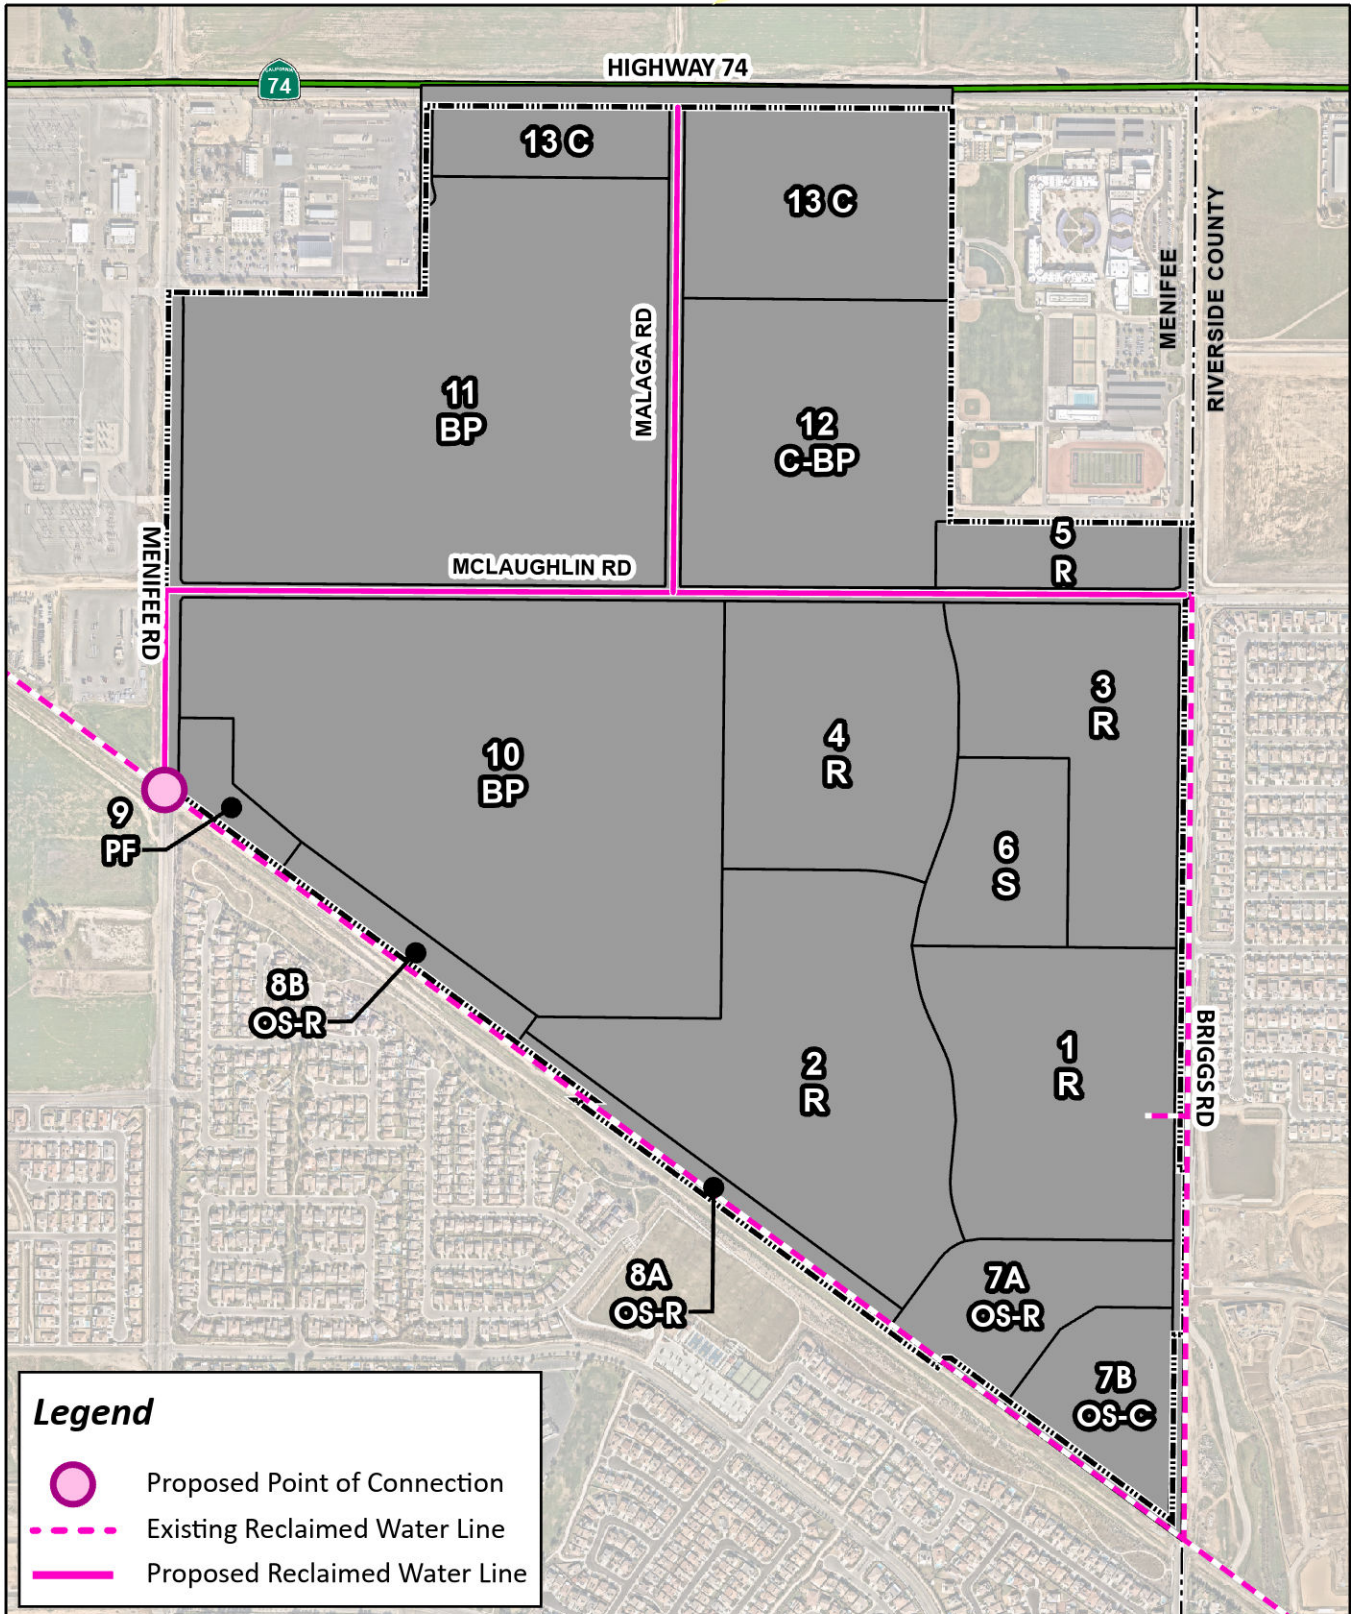 HIGHWAY 74
CALIFORNIA
74
13 C
13 C
MENIFEE
RIVERSIDE COUNTY
MALAGA RD
11
BP
12
C-BP
5
R
MCLAUGHLIN RD
MENIFEE RD
3
R
4
R
10
BP
6
S
9
PF
8B
OS-R
2
R
1
R
BRIGGS RD
8A
OS-R
7A
OS-R
7B
OS-C
Legend
Proposed Point of Connection
Existing Reclaimed Water Line
Proposed Reclaimed Water Line